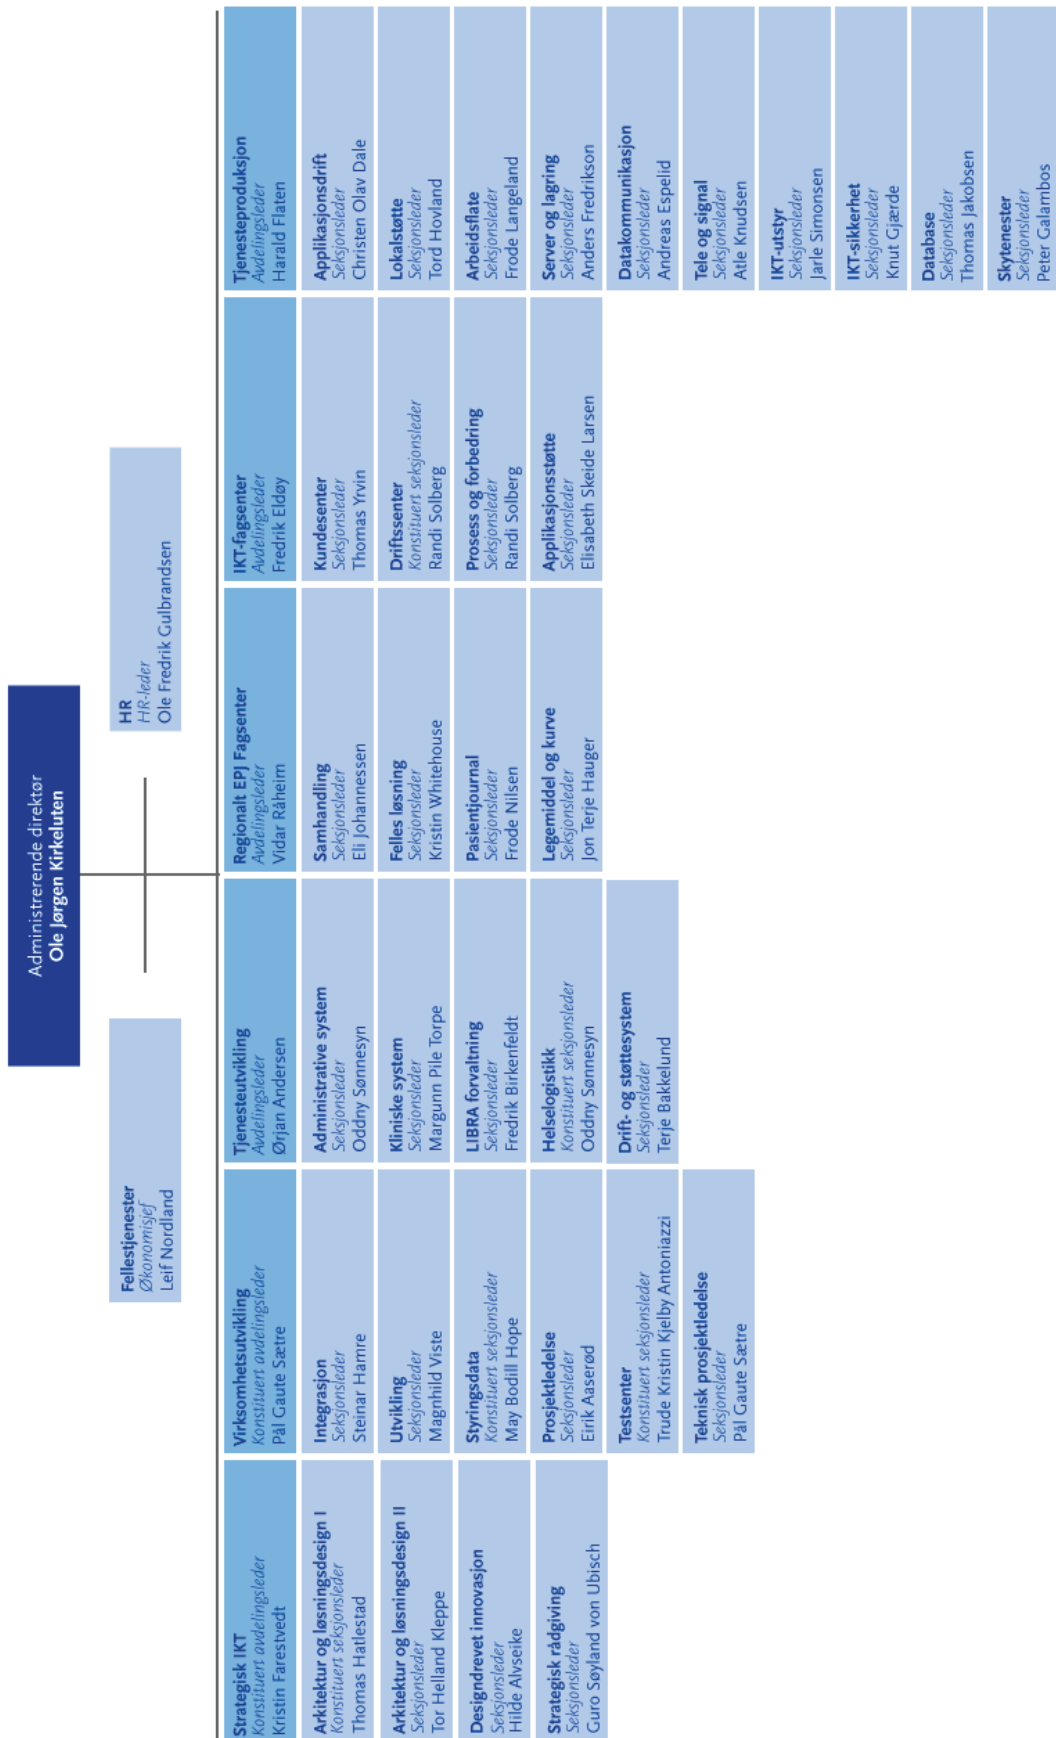 Administrerende direktør
Ole Jørgen Kirkeluten
Fellestjenester
Økonomisjef
Leif Nordland
HR
HR-leder
Ole Fredrik Gulbrandsen
Strategisk IKT
Konstituert avdelingsleder
Kristin Farestvedt
Arkitektur og løsningsdesign I
Konstituert seksjonsleder
Thomas Hatlestad
Arkitektur og løsningsdesign II
Seksjonsleder
Tor Helland Kleppe
Designdrevet innovasjon
Seksjonsleder
Hilde Alvseike
Strategisk rådgiving
Seksjonsleder
Guro Søyland von Ubisch
Virksomhetsutvikling
Konstituert avdelingsleder
Pål Gaute Sætre
Integrasjon
Seksjonsleder
Steinar Hamre
Utvikling
Seksjonsleder
Magnhild Viste
Styringsdata
Konstituert seksjonsleder
May Bodill Hope
Prosjektledelse
Seksjonsleder
Eirik Aaserød
Testsenter
Konstituert seksjonsleder
Trude Kristin Kjelby Antoniazzi
Teknisk prosjektledelse
Seksjonsleder
Pål Gaute Sætre
Tjenesteutvikling
Avdelingsleder
Ørjan Andersen
Administrative system
Seksjonsleder
Oddny Sønnesyn
Kliniske system
Seksjonsleder
Margunn Pile Torpe
LIBRA forvaltning
Seksjonsleder
Fredrik Birkenfeldt
Helselogistikk
Konstituert seksjonsleder
Oddny Sønnesyn
Drift- og støttesystem
Seksjonsleder
Terje Bakkelund
Regionalt EPJ Fagsenter
Avdelingsleder
Vidar Råheim
Samhandling
Seksjonsleder
Eli Johannessen
Felles løsning
Seksjonsleder
Kristin Whitehouse
Pasientjournal
Seksjonsleder
Frode Nilsen
Legemiddel og kurve
Seksjonsleder
Jon Terje Hauger
IKT-fagsenter
Avdelingsleder
Fredrik Eldøy
Kundesenter
Seksjonsleder
Thomas Yrvin
Driftssenter
Konstituert seksjonsleder
Randi Solberg
Prosess og forbedring
Seksjonsleder
Randi Solberg
Applikasjonsstøtte
Seksjonsleder
Elisabeth Skeide Larsen
Tjenesteproduksjon
Avdelingsleder
Harald Flaten
Applikasjonsdrift
Seksjonsleder
Christen Olav Dale
Lokalstøtte
Seksjonsleder
Tord Hovland
Arbeidsflate
Seksjonsleder
Frode Langeland
Server og lagring
Seksjonsleder
Anders Fredrikson
Datakommunikasjon
Seksjonsleder
Andreas Espelid
Tele og signal
Seksjonsleder
Atle Knudsen
IKT-utstyr
Seksjonsleder
Jarle Simonsen
IKT-sikkerhet
Seksjonsleder
Knut Gjærde
Database
Seksjonsleder
Thomas Jakobsen
Skytenester
Seksjonsleder
Peter Galambos